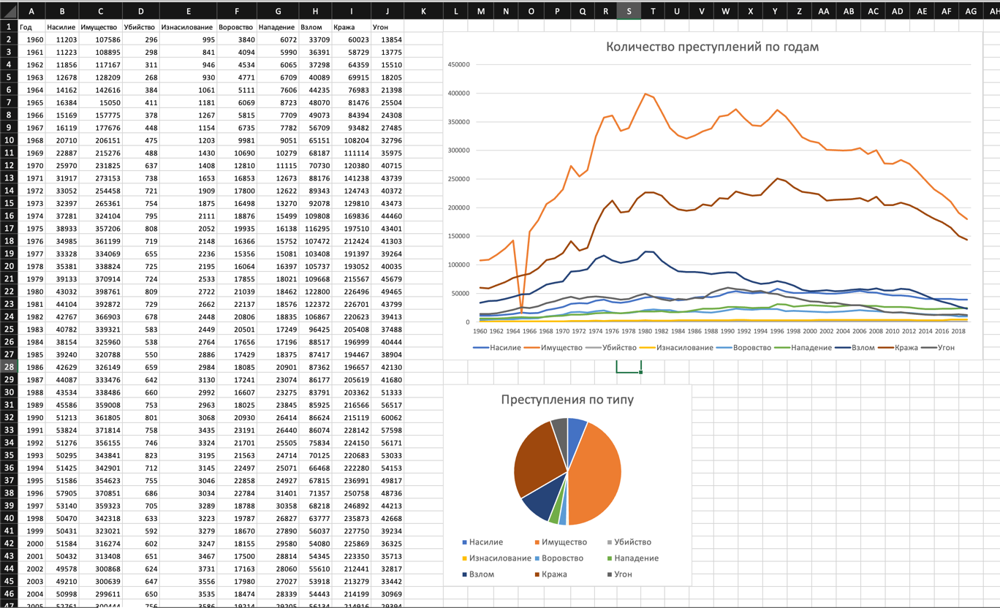 A B C D E F G H I J K L M N O P Q R S T U V W X Y Z AA AB AC AD AE AF AG AH
1 Год Насилие Имущество Убийство Изнасилование Воровство Нападение Взлом Кража Угон
2 1960 11203 107586 296 995 3840 6072 33709 60023 13854
3 1961 11223 108895 298 841 4094 5990 36391 58729 13775
4 1962 11856 117167 311 946 4534 6065 37298 64359 15510
5 1963 12678 128209 268 930 4771 6709 40089 69915 18205
6 1964 14162 142616 384 1061 5111 7606 44235 76983 21398
7 1965 16384 15050 411 1181 6069 8723 48070 81476 25504
8 1966 15169 157775 378 1267 5815 7709 49073 84394 24308
9 1967 16119 177676 448 1154 6735 7782 56709 93482 27485
10 1968 20710 206151 475 1203 9981 9051 65151 108204 32796
11 1969 22887 215276 488 1430 10690 10279 68187 111114 35975
12 1970 25970 231825 637 1408 12810 11115 70730 120380 40715
13 1971 31917 273153 738 1653 16853 12673 88176 141238 43739
14 1972 33052 254458 721 1909 17800 12622 89343 124743 40372
15 1973 32397 265361 754 1875 16498 13270 92078 129810 43473
16 1974 37281 324104 795 2111 18876 15499 109808 169836 44460
17 1975 38933 357206 808 2052 19935 16138 116295 197510 43401
18 1976 34985 361199 719 2148 16366 15752 107472 212424 41303
19 1977 33328 334069 655 2236 15356 15081 103408 191397 39264
20 1978 35381 338824 725 2195 16064 16397 105737 193052 40035
21 1979 39133 370914 724 2533 17855 18021 109668 215567 45679
22 1980 43032 398761 809 2722 21039 18462 122800 226496 49465
23 1981 44104 392872 729 2662 22137 18576 122372 226701 43799
24 1982 42767 366903 678 2448 20806 18835 106867 220623 39413
25 1983 40782 339321 583 2449 20501 17249 96425 205408 37488
26 1984 38154 325960 538 2764 17656 17196 88517 196999 40444
27 1985 39240 320788 550 2886 17429 18375 87417 194467 38904
28 1986 42629 326149 659 2984 18085 20901 87362 196657 42130
29 1987 44087 333476 642 3130 17241 23074 86177 205619 41680
30 1988 43534 338486 660 2992 16607 23275 83791 203362 51333
31 1989 45586 359008 753 2963 18025 23845 85925 216566 56517
32 1990 51213 361805 801 3068 20930 26414 86624 215119 60062
33 1991 53824 371814 758 3435 23191 26440 86074 228142 57598
34 1992 51276 356155 746 3324 21701 25505 75834 224150 56171
35 1993 50295 343841 823 3195 21563 24714 70125 220683 53033
36 1994 51425 342901 712 3145 22497 25071 66468 222280 54153
37 1995 51586 354623 755 3046 22858 24927 67815 236991 49817
38 1996 57905 370851 686 3034 22784 31401 71357 250758 48736
39 1997 53140 359323 705 3289 18788 30358 68218 246892 44213
40 1998 50470 342318 633 3223 19787 26827 63777 235873 42668
41 1999 50431 323021 592 3279 18670 27890 56037 227750 39234
42 2000 51584 316274 602 3247 18155 29580 54080 225869 36325
43 2001 50432 313408 651 3467 17500 28814 54345 223350 35713
44 2002 49578 300868 624 3731 17163 28060 55610 212441 32817
45 2003 49210 300639 647 3556 17980 27027 53918 213279 33442
46 2004 50998 299611 650 3535 18474 28339 54443 214199 30969
47 2005 52761 300444 756 3586 19214 29205 56134 214916 29394
Количество преступлений по годам
450000
400000
350000
300000
250000
200000
150000
100000
50000
0
1960 1962 1964 1966 1968 1970 1972 1974 1976 1978 1980 1982 1984 1986 1988 1990 1992 1994 1996 1998 2000 2002 2004 2006 2008 2010 2012 2014 2016 2018
Насилие Имущество Убийство Изнасилование Воровство Нападение Взлом Кража Угон
Преступления по типу
Насилие Имущество Убийство
Изнасилование Воровство Нападение
Взлом Кража Угон